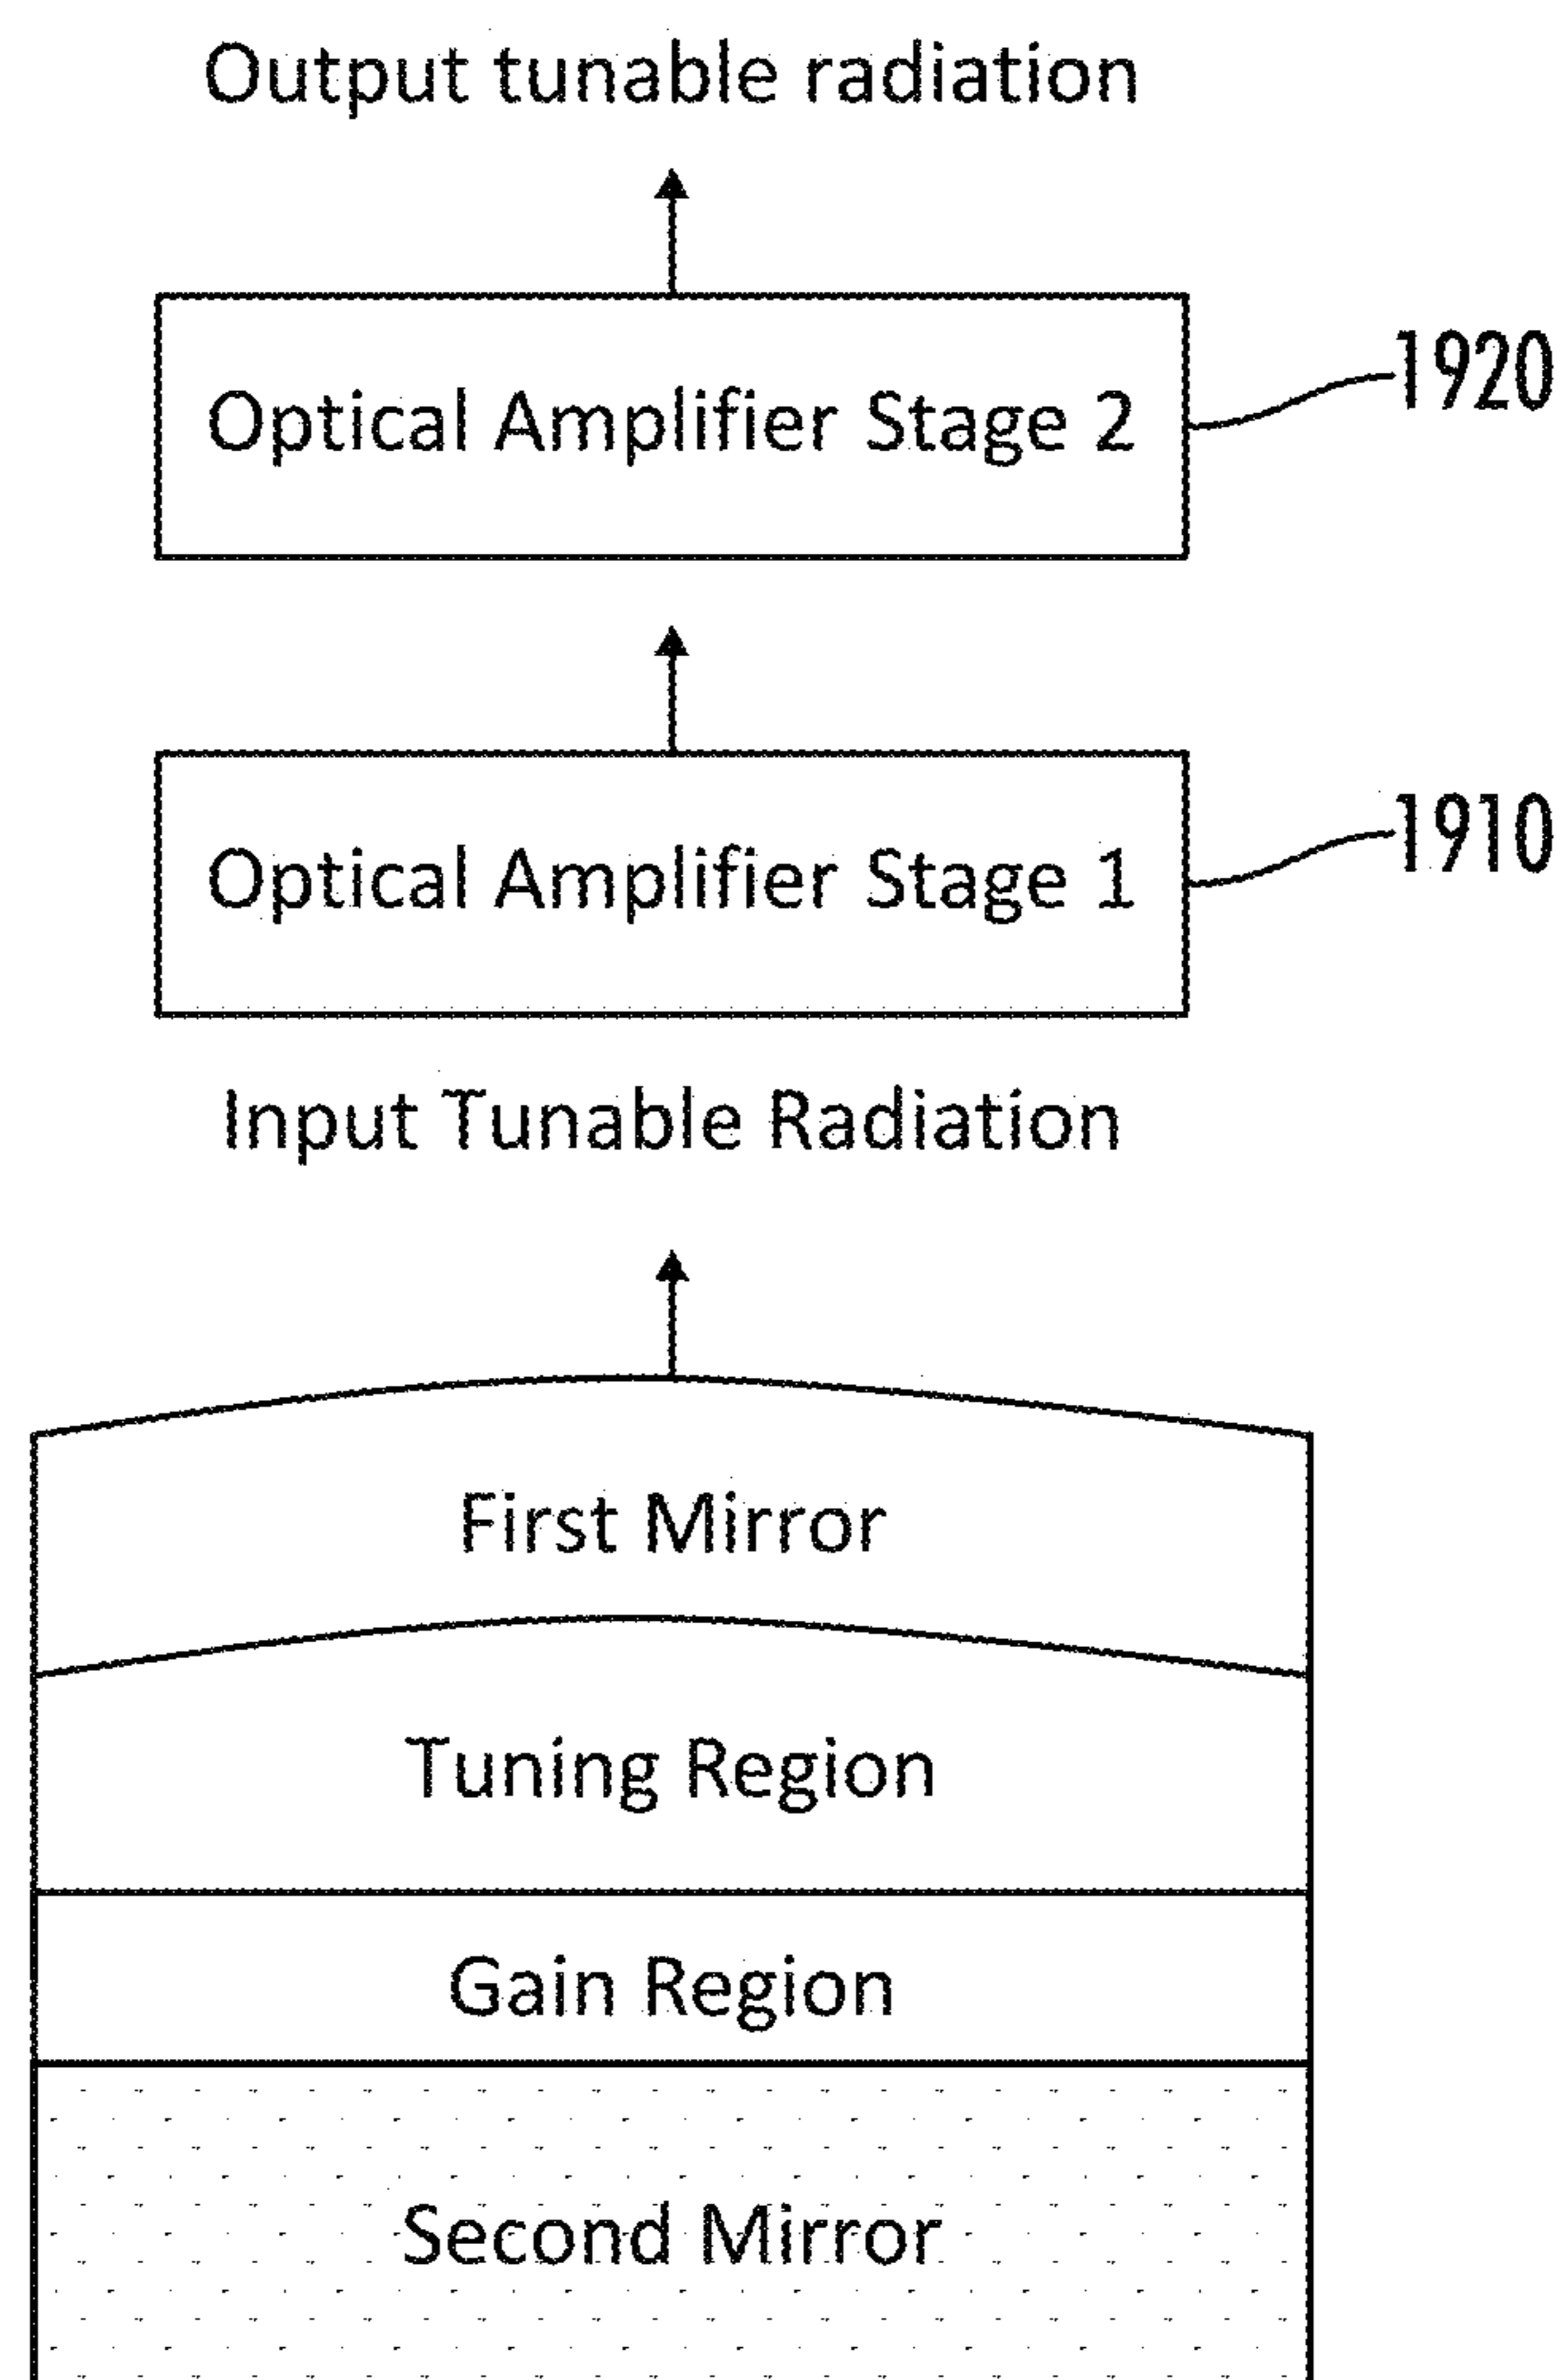 Output tunable radiation
Optical Amplifier Stage 2
1920
Optical Amplifier Stage 1
1910
Input Tunable Radiation
First Mirror
Tuning Region
Gain Region
Second Mirror